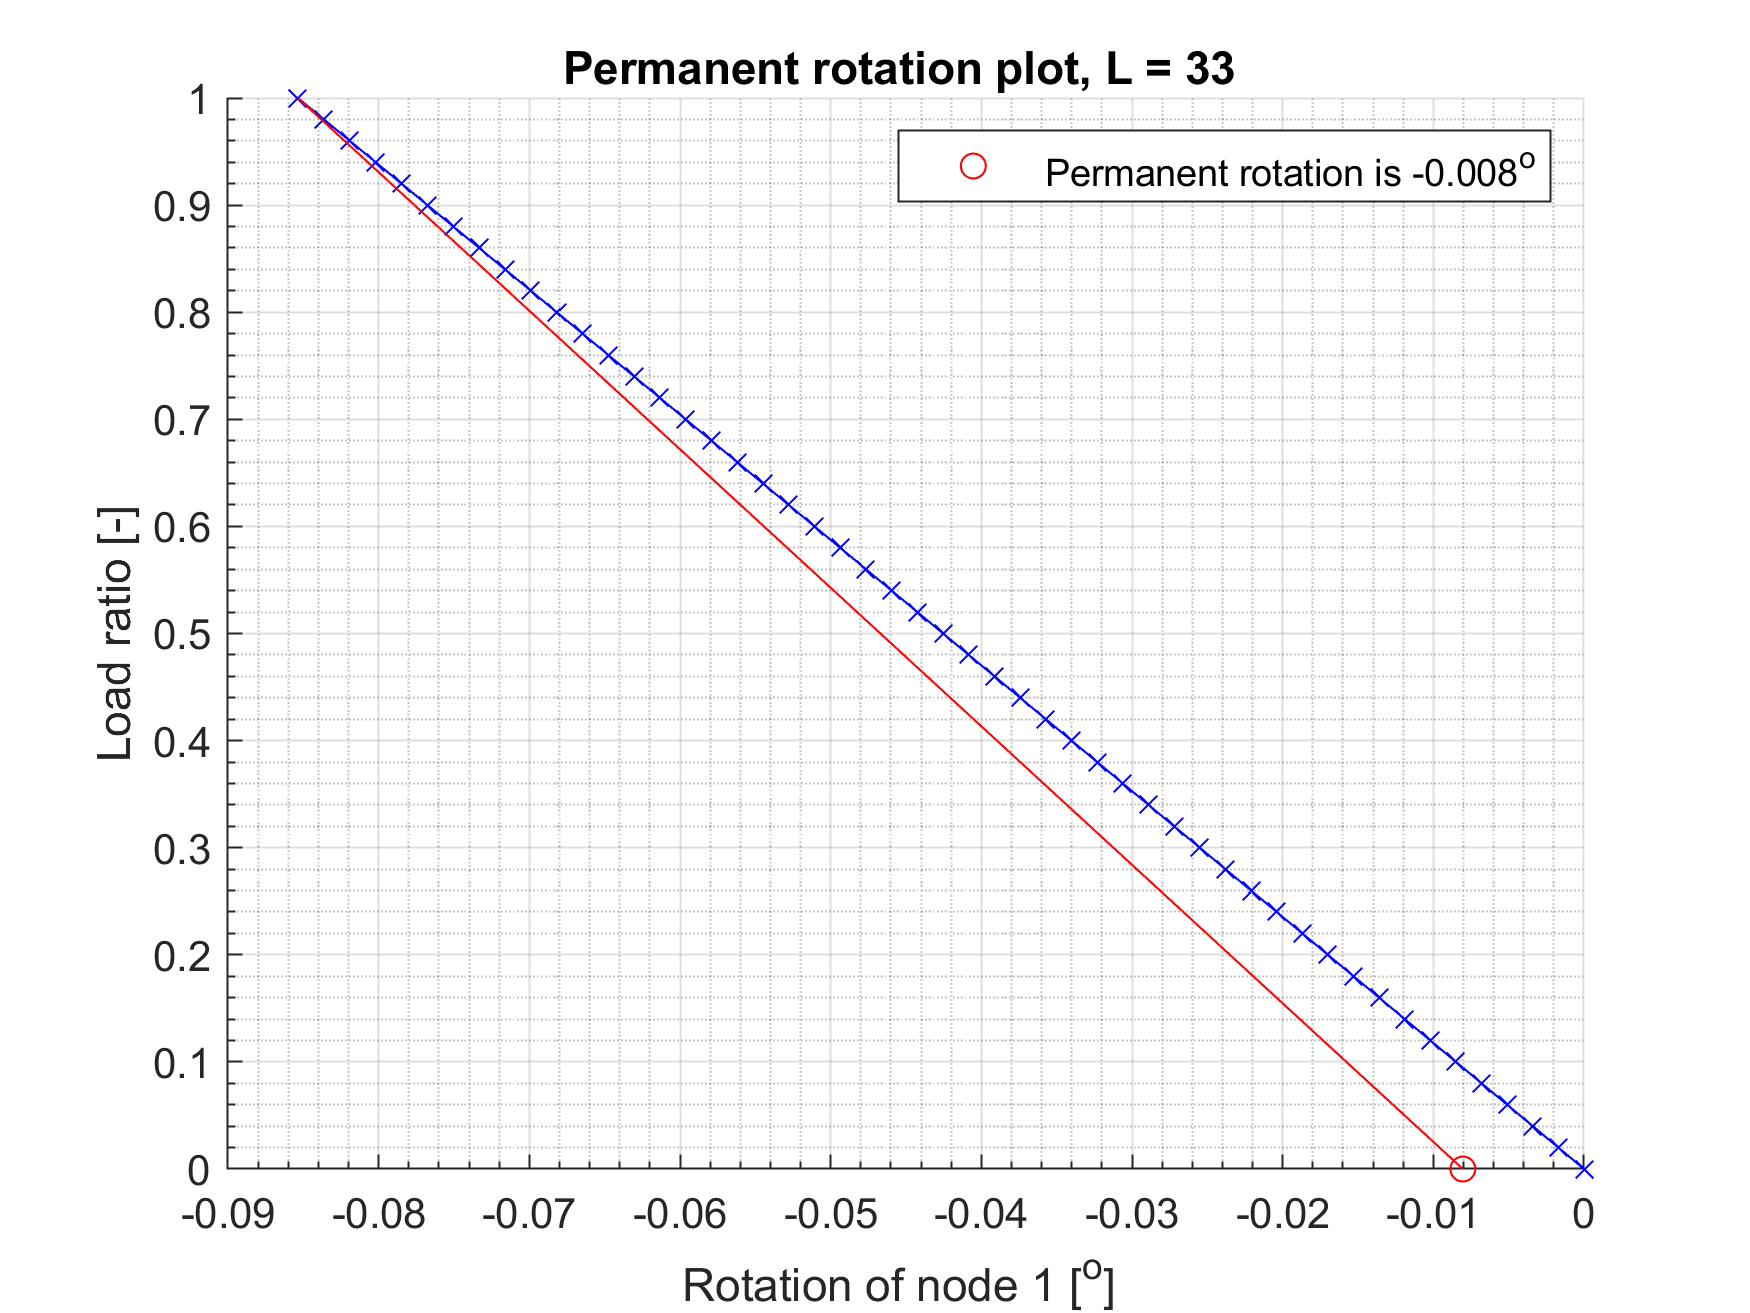 Permanent rotation plot, L = 33
Permanent rotation is -0.008o
Load ratio [-]
1
0.9
0.8
0.7
0.6
0.5
0.4
0.3
0.2
0.1
0
-0.09 -0.08 -0.07 -0.06 -0.05 -0.04 -0.03 -0.02 -0.01 0
Rotation of node 1 [o]